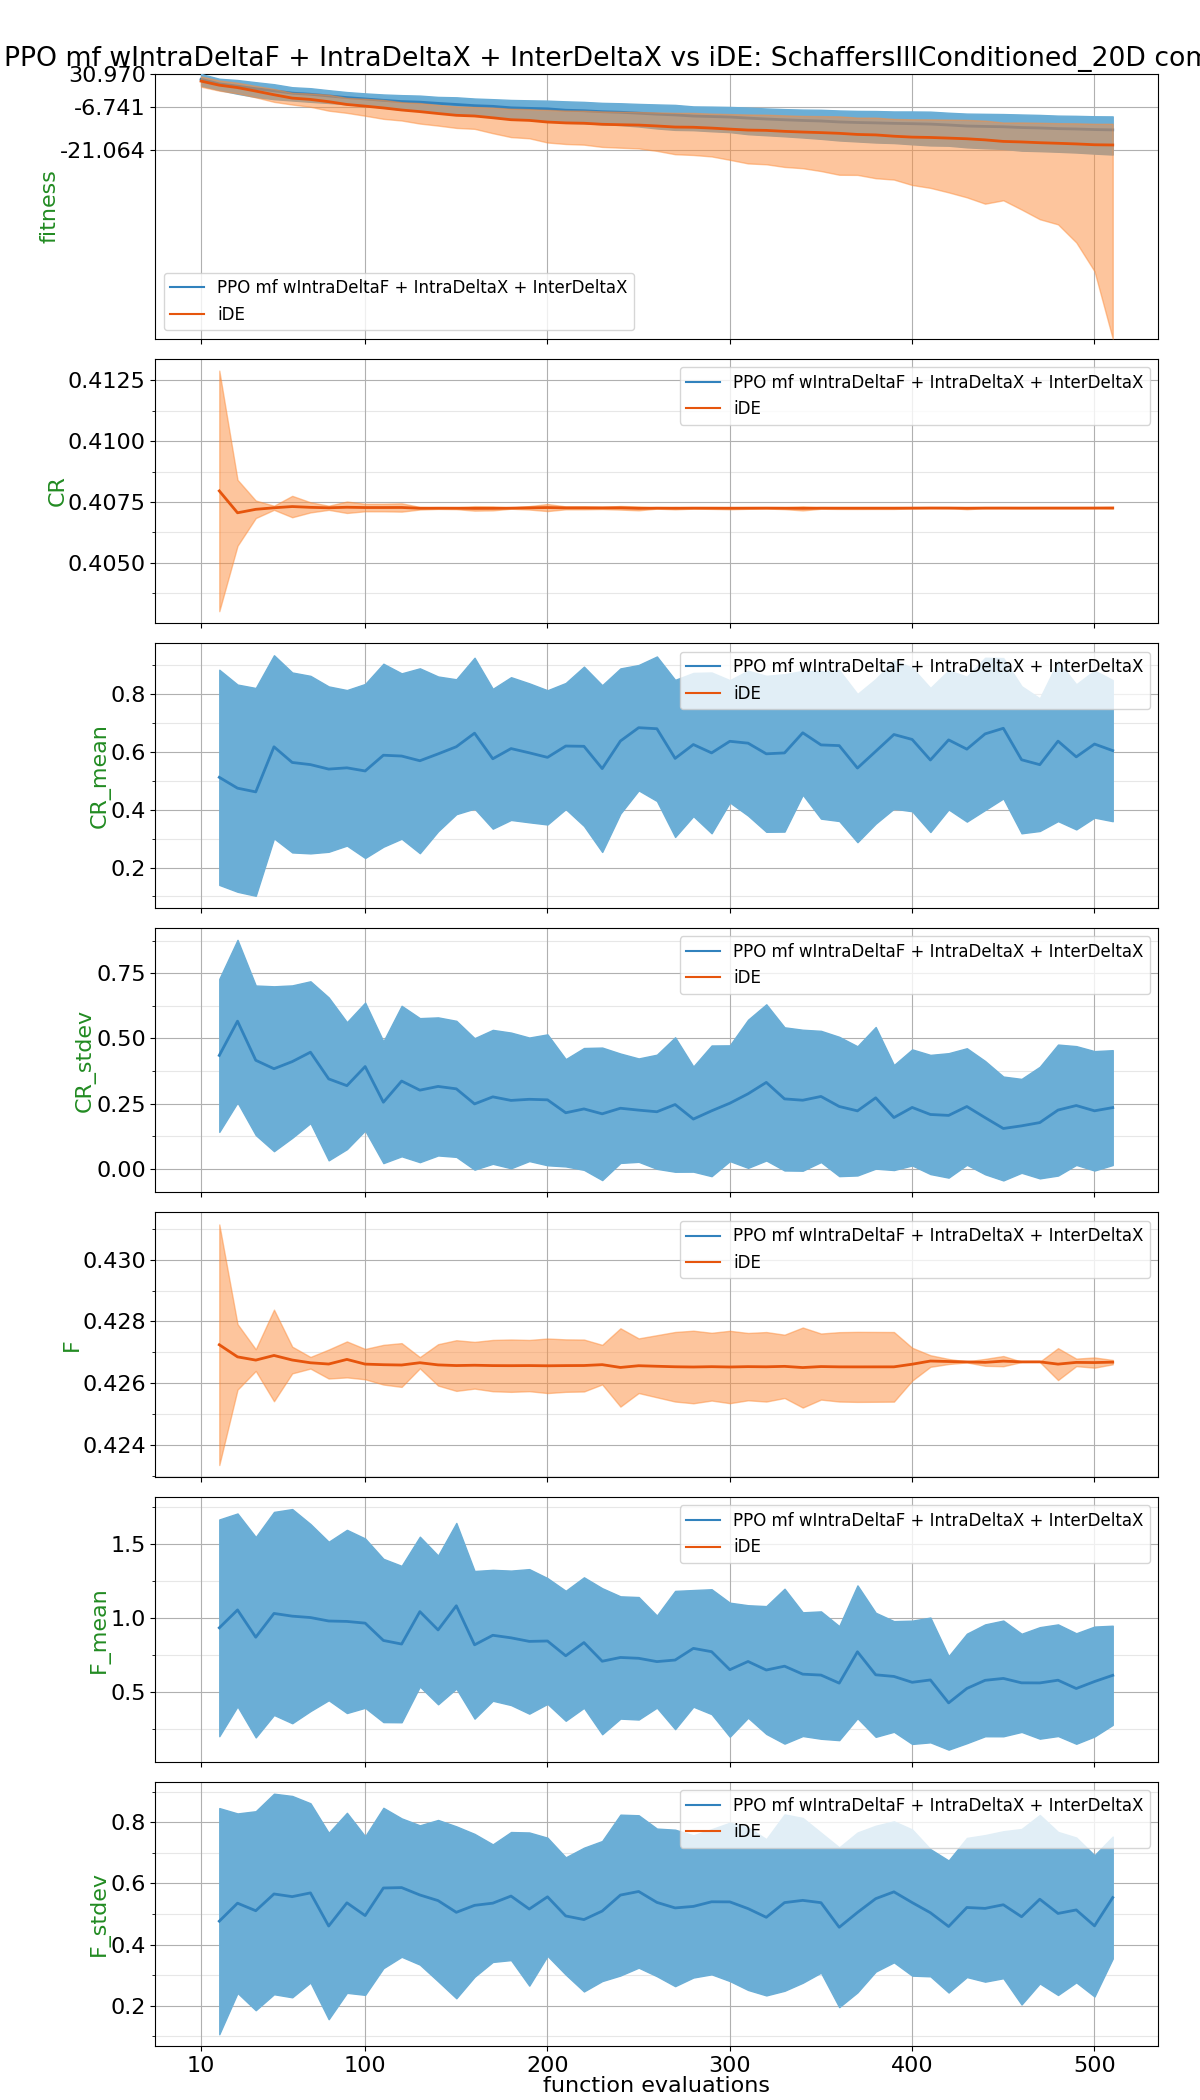 PPO mf wIntraDeltaF + IntraDeltaX + InterDeltaX vs iDE: SchaffersIllConditioned_20D con
30.970
-6.741
-21.064
fitness
PPO mf wIntraDeltaF + IntraDeltaX + InterDeltaX
iDE
0.4125
0.4100
0.4075
0.4050
CR
PPO mf wIntraDeltaF + IntraDeltaX + InterDeltaX
iDE
0.8
0.6
0.4
0.2
CR_mean
PPO mf wIntraDeltaF + IntraDeltaX + InterDeltaX
iDE
0.75
0.50
0.25
0.00
CR_stdev
PPO mf wIntraDeltaF + IntraDeltaX + InterDeltaX
iDE
0.430
0.428
0.426
0.424
F
PPO mf wIntraDeltaF + IntraDeltaX + InterDeltaX
iDE
1.5
1.0
0.5
F_mean
PPO mf wIntraDeltaF + IntraDeltaX + InterDeltaX
iDE
0.8
0.6
0.4
0.2
F_stdev
PPO mf wIntraDeltaF + IntraDeltaX + InterDeltaX
iDE
10 100 200 300 400 500
function evaluations